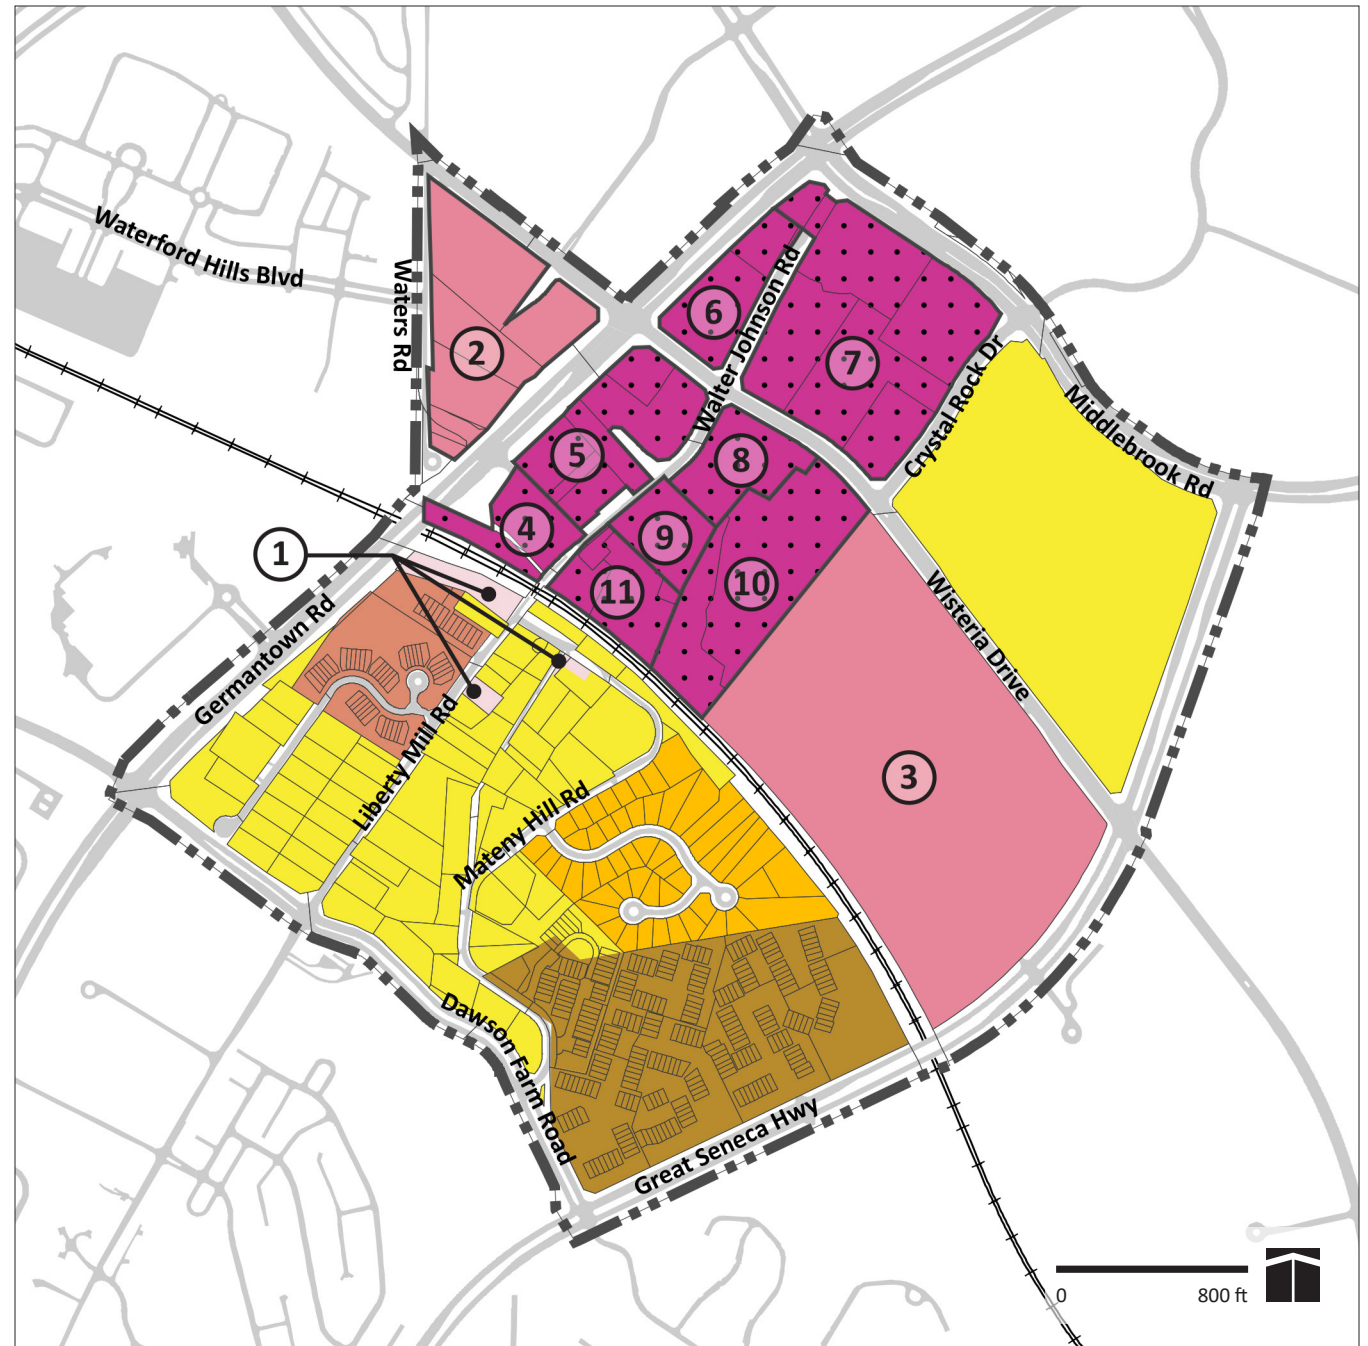 Waterford Hills Blvd
Waters Rd
2
6
Walter Johnson Rd
7
Crystal Rock Dr
Middlebrook Rd
5
8
4
9
1
11
10
Wisteria Drive
Germantown Rd
Liberty Mill Rd
Mateny Hill Rd
3
Dawson Farm Road
Great Seneca Hwy
0
800 ft